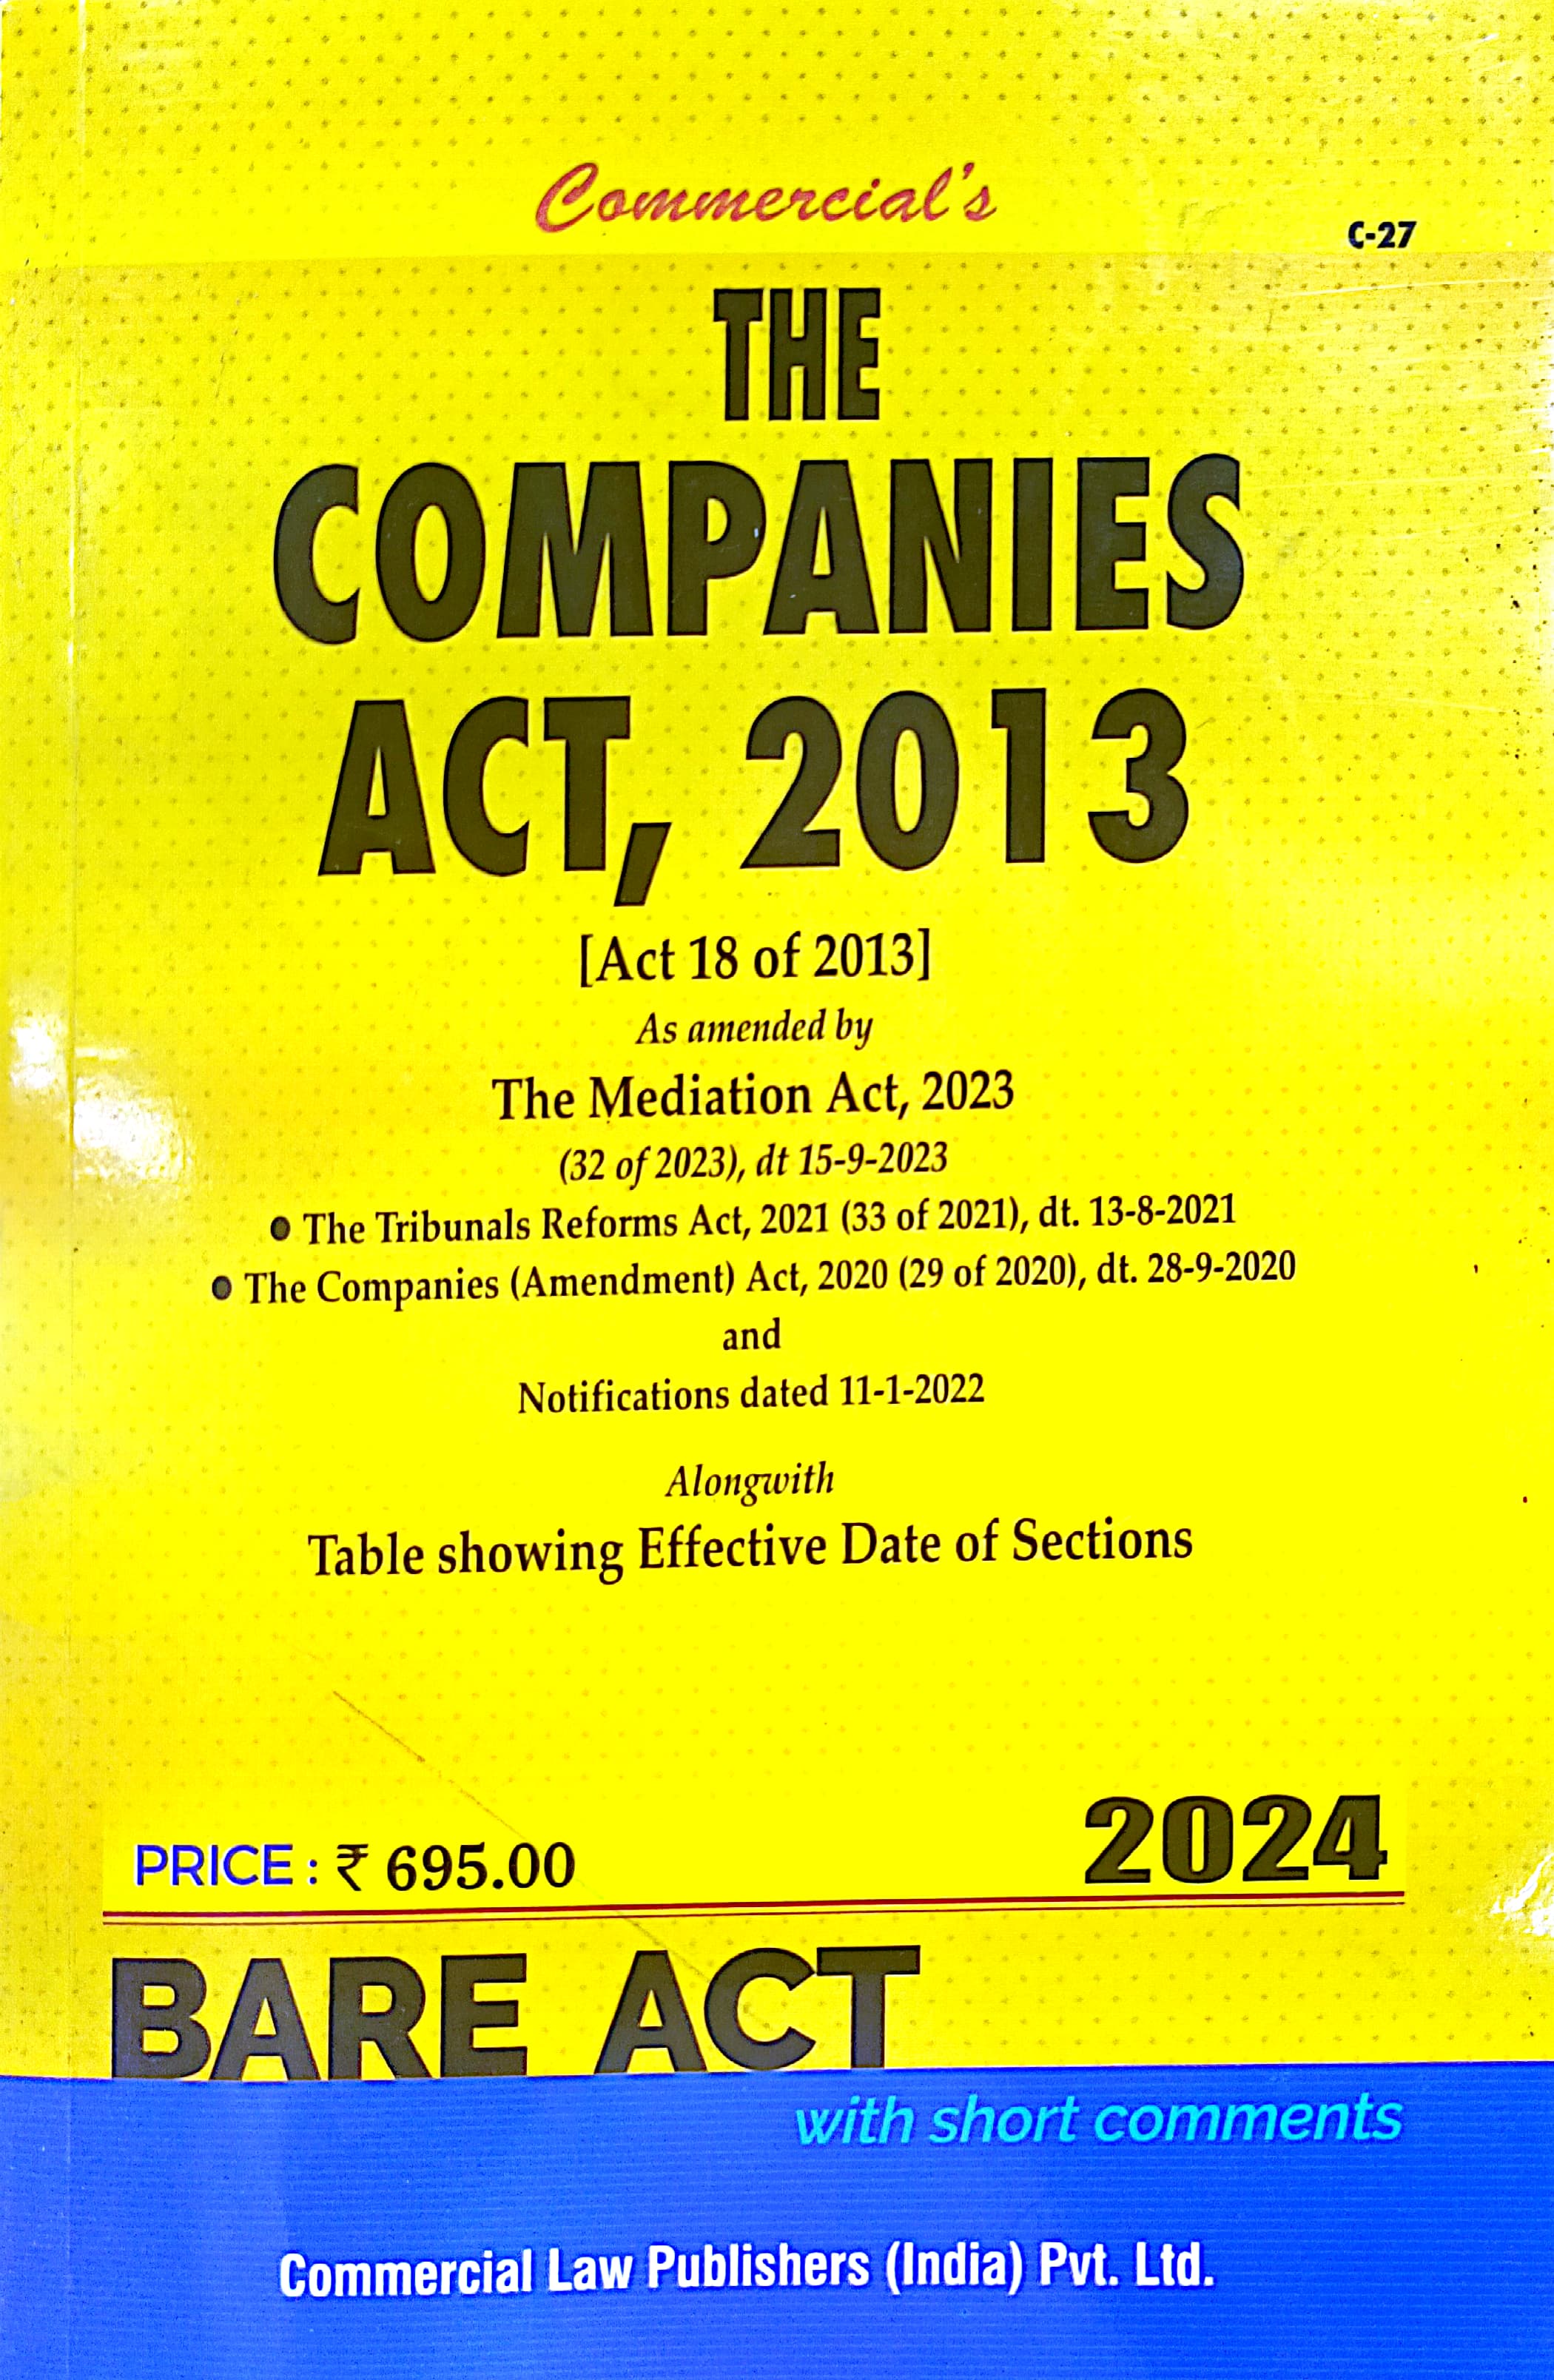 Commercial's
C-27
THE
COMPANIES
ACT, 2013
[Act 18 of 2013]
As amended by
The Mediation Act, 2023
(32 of 2023), dt 15-9-2023
● The Tribunals Reforms Act, 2021 (33 of 2021), dt. 13-8-2021
● The Companies (Amendment) Act, 2020 (29 of 2020), dt. 28-9-2020
and
Notifications dated 11-1-2022
Alongwith
Table showing Effective Date of Sections
PRICE : ₹ 695.00
2024
BARE ACT
with short comments
Commercial Law Publishers (India) Pvt. Ltd.